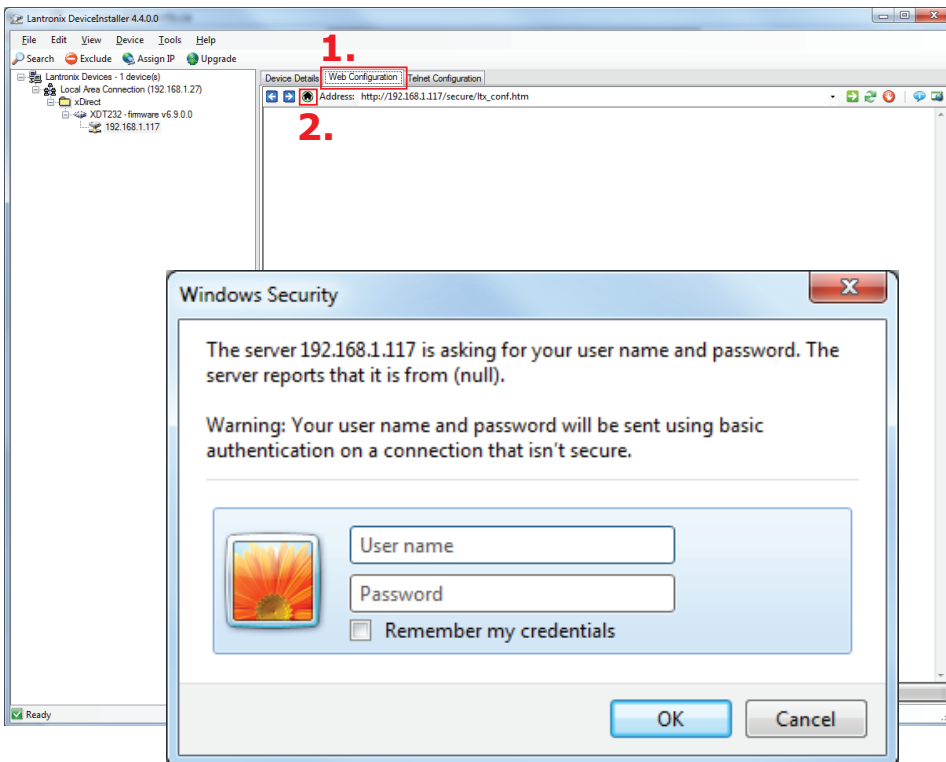 Lantronix DeviceInstaller 4.4.0.0
File Edit View Device Tools Help
Search Exclude Assign IP Upgrade
1.
Lantronix Devices - 1 device(s)
Local Area Connection (192.168.1.27)
xDirect
XDT232 - firmware v6.9.0.0
192.168.1.117
Device Details Web Configuration Telnet Configuration
Address: http://192.168.1.117/secure/ltx_conf.htm
2.
Windows Security
The server 192.168.1.117 is asking for your user name and password. The
server reports that it is from (null).
Warning: Your user name and password will be sent using basic
authentication on a connection that isn't secure.
User name
Password
Remember my credentials
OK Cancel
Ready